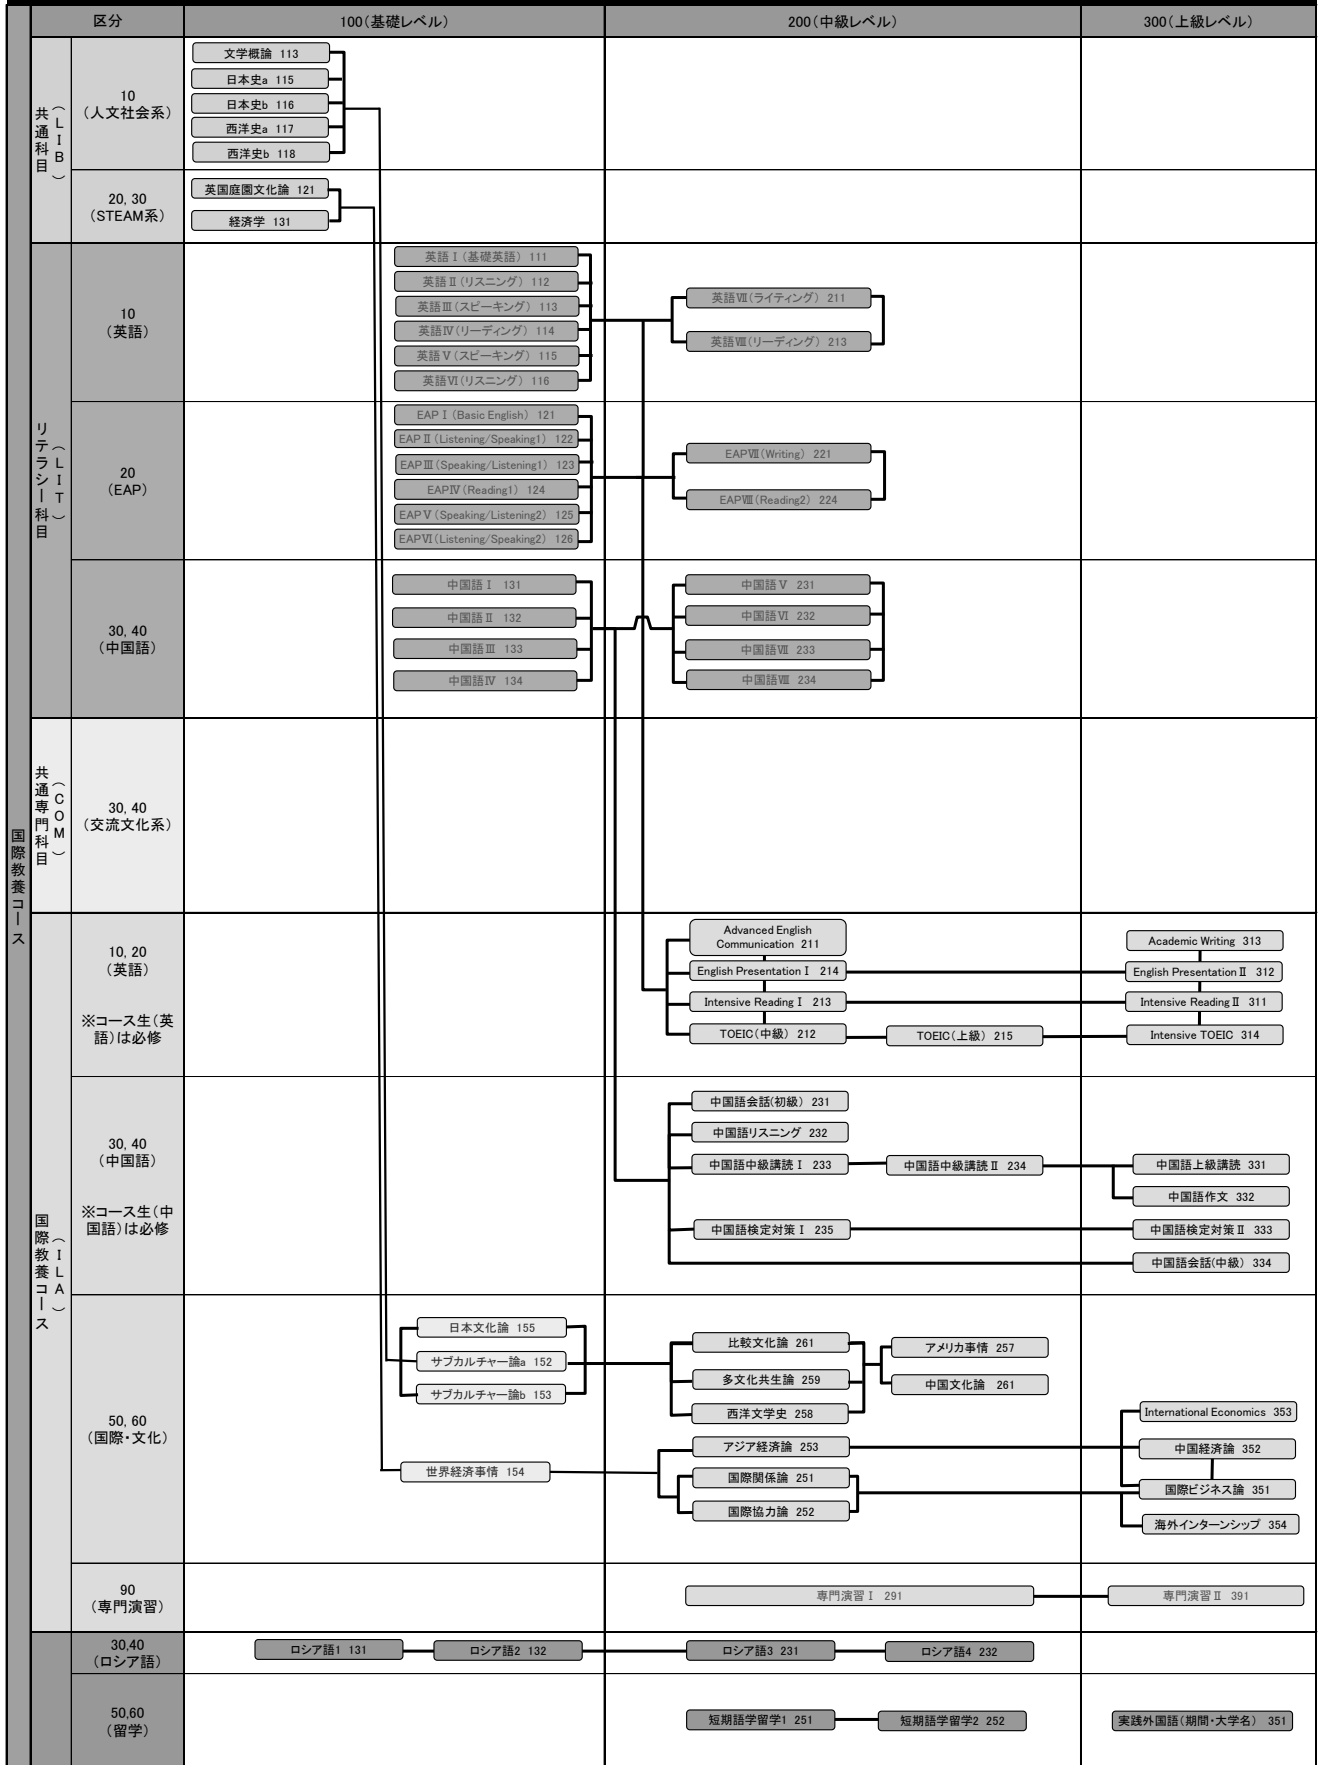 区分
100(基礎レベル)
200(中級レベル)
300(上級レベル)
国際教養コース
共通科目
(LIB)
10
(人文社会系)
文学概論 113
日本史a 115
日本史b 116
西洋史a 117
西洋史b 118
20, 30
(STEAM系)
英国庭園文化論 121
経済学 131
リテラシー科目
(LIT)
10
(英語)
英語Ⅰ(基礎英語) 111
英語Ⅱ(リスニング) 112
英語Ⅲ(スピーキング) 113
英語Ⅳ(リーディング) 114
英語Ⅴ(スピーキング) 115
英語Ⅵ(リスニング) 116
英語Ⅶ(ライティング) 211
英語Ⅷ(リーディング) 213
20
(EAP)
EAPⅠ(Basic English) 121
EAPⅡ(Listening/Speaking1) 122
EAPⅢ(Speaking/Listening1) 123
EAPⅣ(Reading1) 124
EAPⅤ(Speaking/Listening2) 125
EAPⅥ(Listening/Speaking2) 126
EAPⅦ(Writing) 221
EAPⅧ(Reading2) 224
30, 40
(中国語)
中国語Ⅰ 131
中国語Ⅱ 132
中国語Ⅲ 133
中国語Ⅳ 134
中国語Ⅴ 231
中国語Ⅵ 232
中国語Ⅶ 233
中国語Ⅷ 234
共通専門科目
(COM)
30, 40
(交流文化系)
国際教養コース
(ILA)
10, 20
(英語)
※コース生(英
語)は必修
Advanced English
Communication 211
English Presentation Ⅰ 214
Intensive Reading Ⅰ 213
TOEIC(中級) 212
TOEIC(上級) 215
Academic Writing 313
English Presentation Ⅱ 312
Intensive Reading Ⅱ 311
Intensive TOEIC 314
30, 40
(中国語)
※コース生(中
国語)は必修
中国語会話(初級) 231
中国語リスニング 232
中国語中級講読Ⅰ 233
中国語中級講読Ⅱ 234
中国語検定対策Ⅰ 235
中国語上級講読 331
中国語作文 332
中国語検定対策Ⅱ 333
中国語会話(中級) 334
50, 60
(国際・文化)
日本文化論 155
サブカルチャー論a 152
サブカルチャー論b 153
世界経済事情 154
比較文化論 261
多文化共生論 259
西洋文学史 258
アメリカ事情 257
中国文化論 261
アジア経済論 253
国際関係論 251
国際協力論 252
International Economics 353
中国経済論 352
国際ビジネス論 351
海外インターンシップ 354
90
(専門演習)
専門演習Ⅰ 291
専門演習Ⅱ 391
30,40
(ロシア語)
ロシア語1 131
ロシア語2 132
ロシア語3 231
ロシア語4 232
50,60
(留学)
短期語学留学1 251
短期語学留学2 252
実践外国語(期間・大学名) 351